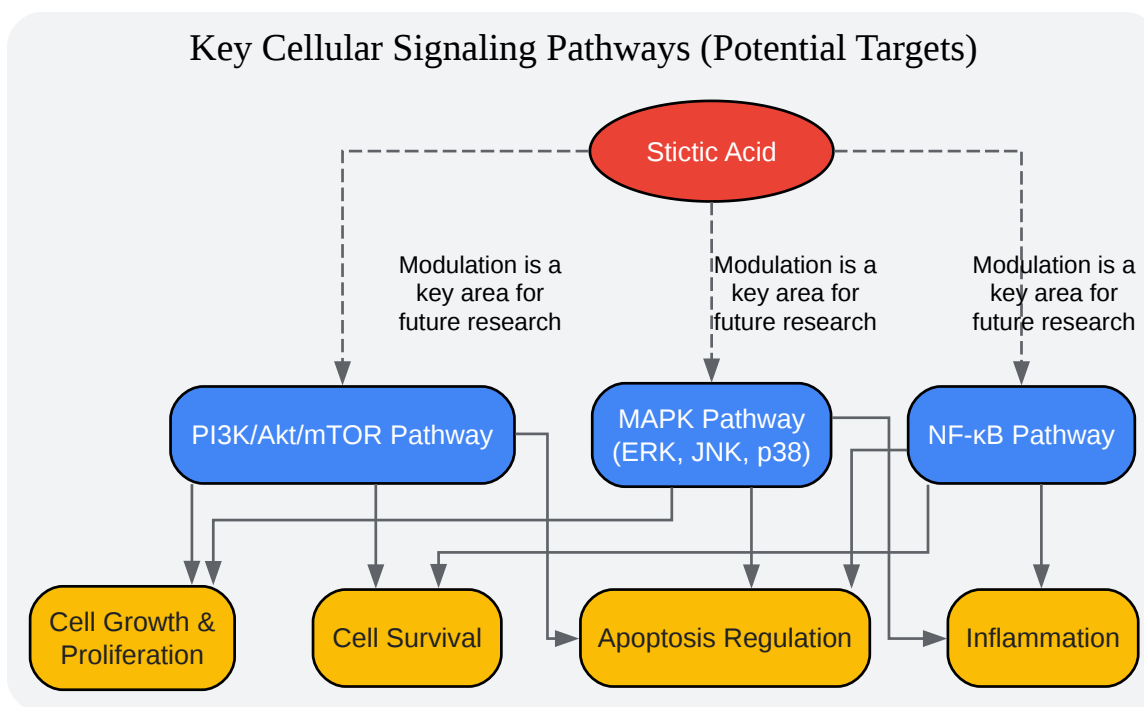 Key Cellular Signaling Pathways (Potential Targets)
Stictic Acid
Modulation is a
key area for
future research
Modulation is a
key area for
future research
Modulation is a
key area for
future research
PI3K/Akt/mTOR Pathway
MAPK Pathway
(ERK, JNK, p38)
NF-κB Pathway
Cell Growth &
Proliferation
Cell Survival
Apoptosis Regulation
Inflammation